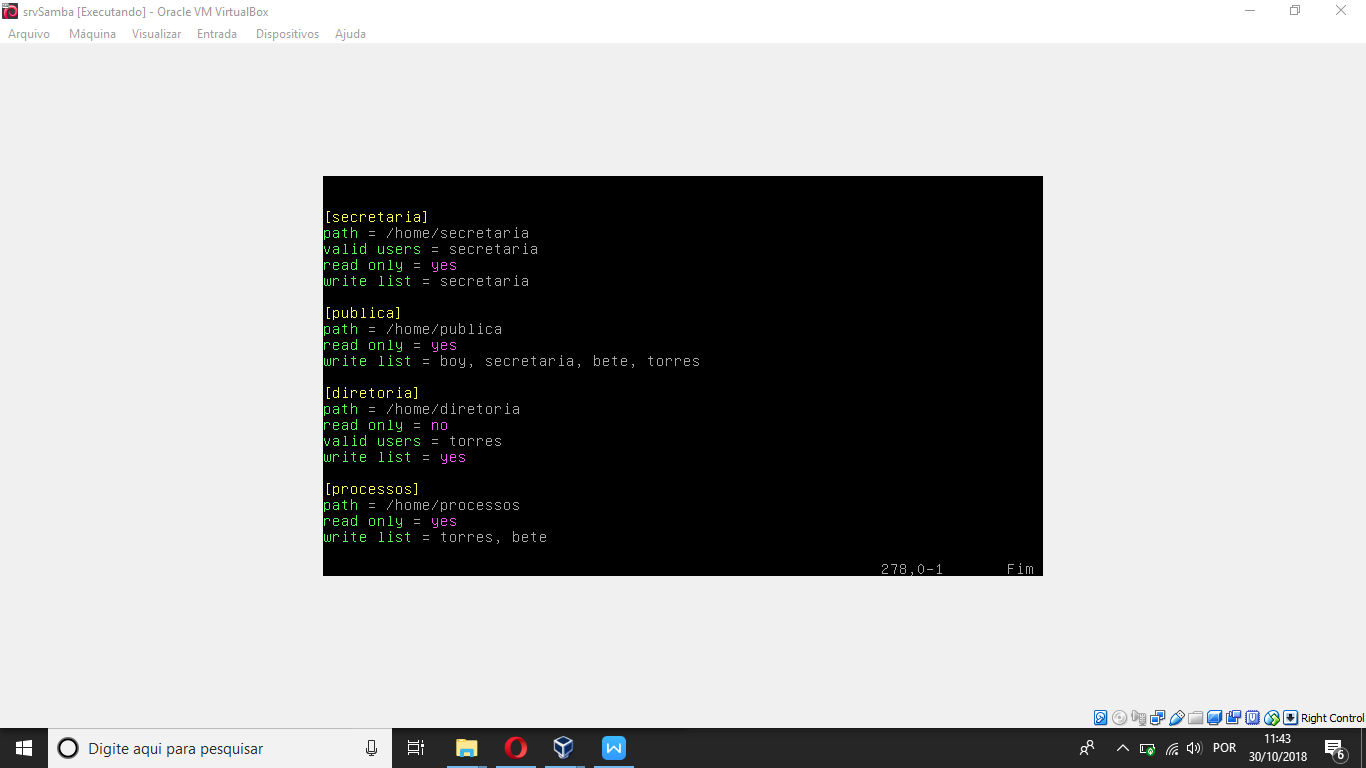 srvSamba [Executando] - Oracle VM VirtualBox
Arquivo Máquina Visualizar Entrada Dispositivos Ajuda
[secretaria]
path = /home/secretaria
valid users = secretaria
read only = yes
write list = secretaria
[publica]
path = /home/publica
read only = yes
write list = boy, secretaria, bete, torres
[diretoria]
path = /home/diretoria
read only = no
valid users = torres
write list = yes
[processos]
path = /home/processos
read only = yes
write list = torres, bete
278,0-1 Fim
Right Control
Digite aqui para pesquisar
POR
11:43
30/10/2018
6